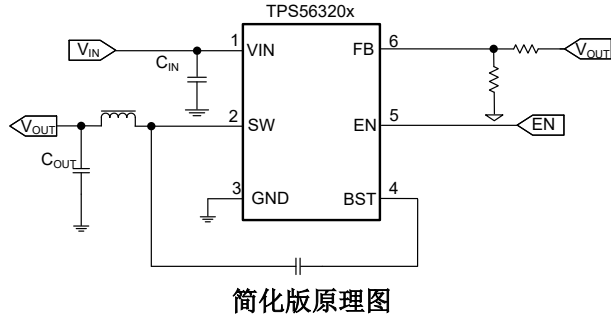 TPS56320x
VIN 1 VIN FB 6 VOUT
CIN
VOUT 2 SW EN 5 EN
COUT
3 GND BST 4
简化版原理图